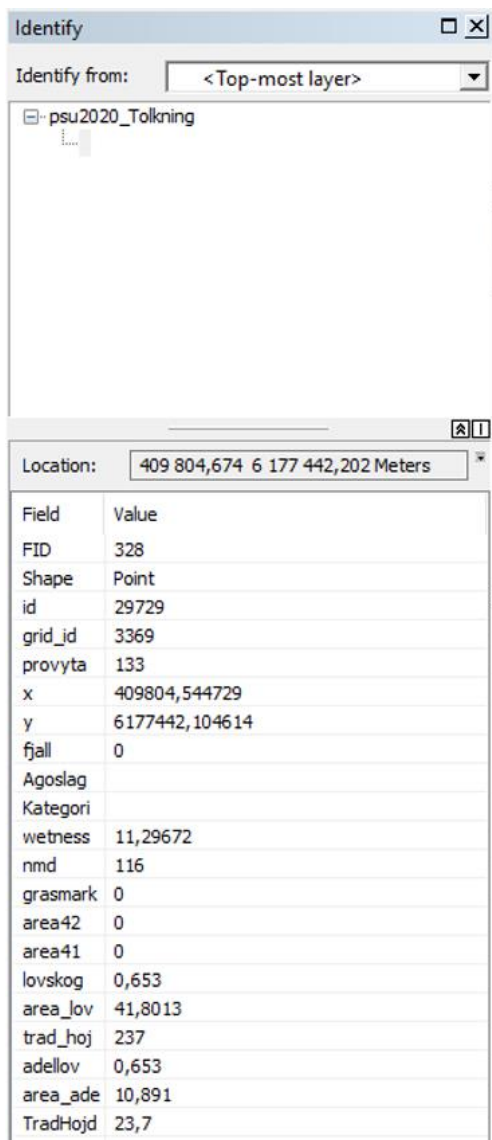 Identify
Identify from: <Top-most layer>
psu2020_Tolkning
Location: 409 804,674 6 177 442,202 Meters
Field Value
FID 328
Shape Point
id 29729
grid_id 3369
provyta 133
x 409804,544729
y 6177442,104614
fjall 0
Agoslag
Kategori
wetness 11,29672
nmd 116
grasmark 0
area42 0
area41 0
lovskog 0,653
area_lov 41,8013
trad_hoj 237
adellov 0,653
area_ade 10,891
TradHojd 23,7